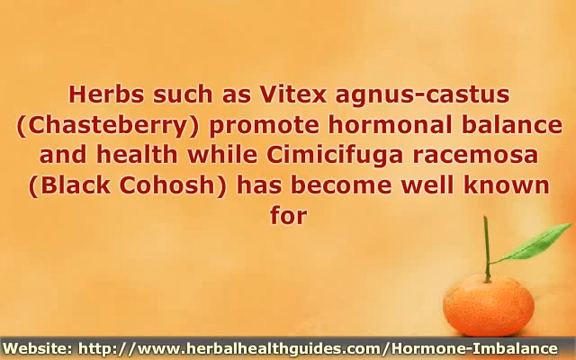 Herbs such as Vitex agnus-castus
(Chasteberry) promote hormonal balance
and health while Cimicifuga racemosa
(Black Cohosh) has become well known
for
Website: http://www.herbalhealthguides.com/Hormone-Imbalance